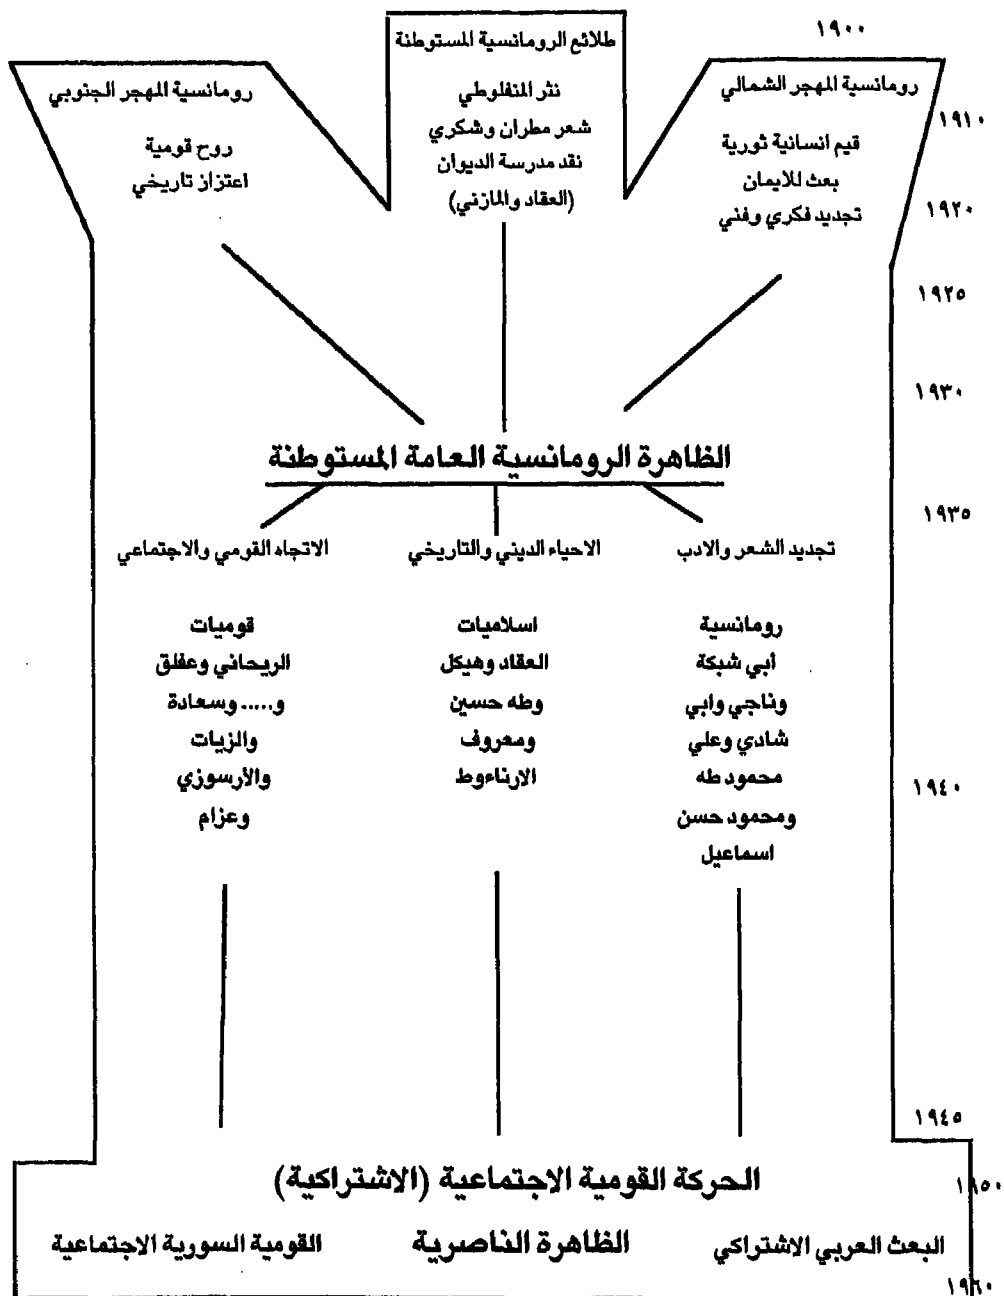 ١٩٠٠
طلائع الرومانسية المستوطنة
نثر المنفلوطي
شعر مطران وشكري
نقد مدرسة الديوان
(العقاد والمازني)
رومانسية المهجر الشمالي
قيم انسانية ثورية
بعث للايمان
تجديد فكري وفني
رومانسية المهجر الجنوبي
روح قومية
اعتزاز تاريخي
١٩١٠
١٩٢٠
١٩٢٥
١٩٣٠
الظاهرة الرومانسية العامة المستوطنة
١٩٣٥
تجديد الشعر والادب
رومانسية
أبي شبكة
وناجي وابي
شادي وعلي
محمود طه
ومحمود حسن
اسماعيل
الاحياء الديني والتاريخي
اسلاميات
العقاد وهيكل
وطه حسين
ومعروف
الارناءوط
الاتجاه القومي والاجتماعي
قوميات
الريحاني وعفلق
و.....وسعادة
والزيات
والأرسوزي
وعزام
١٩٤٠
١٩٤٥
الحركة القومية الاجتماعية (الاشتراكية)
١٩٥٠
البعث العربي الاشتراكي
الظاهرة الناصرية
القومية السورية الاجتماعية
١٩٦٠